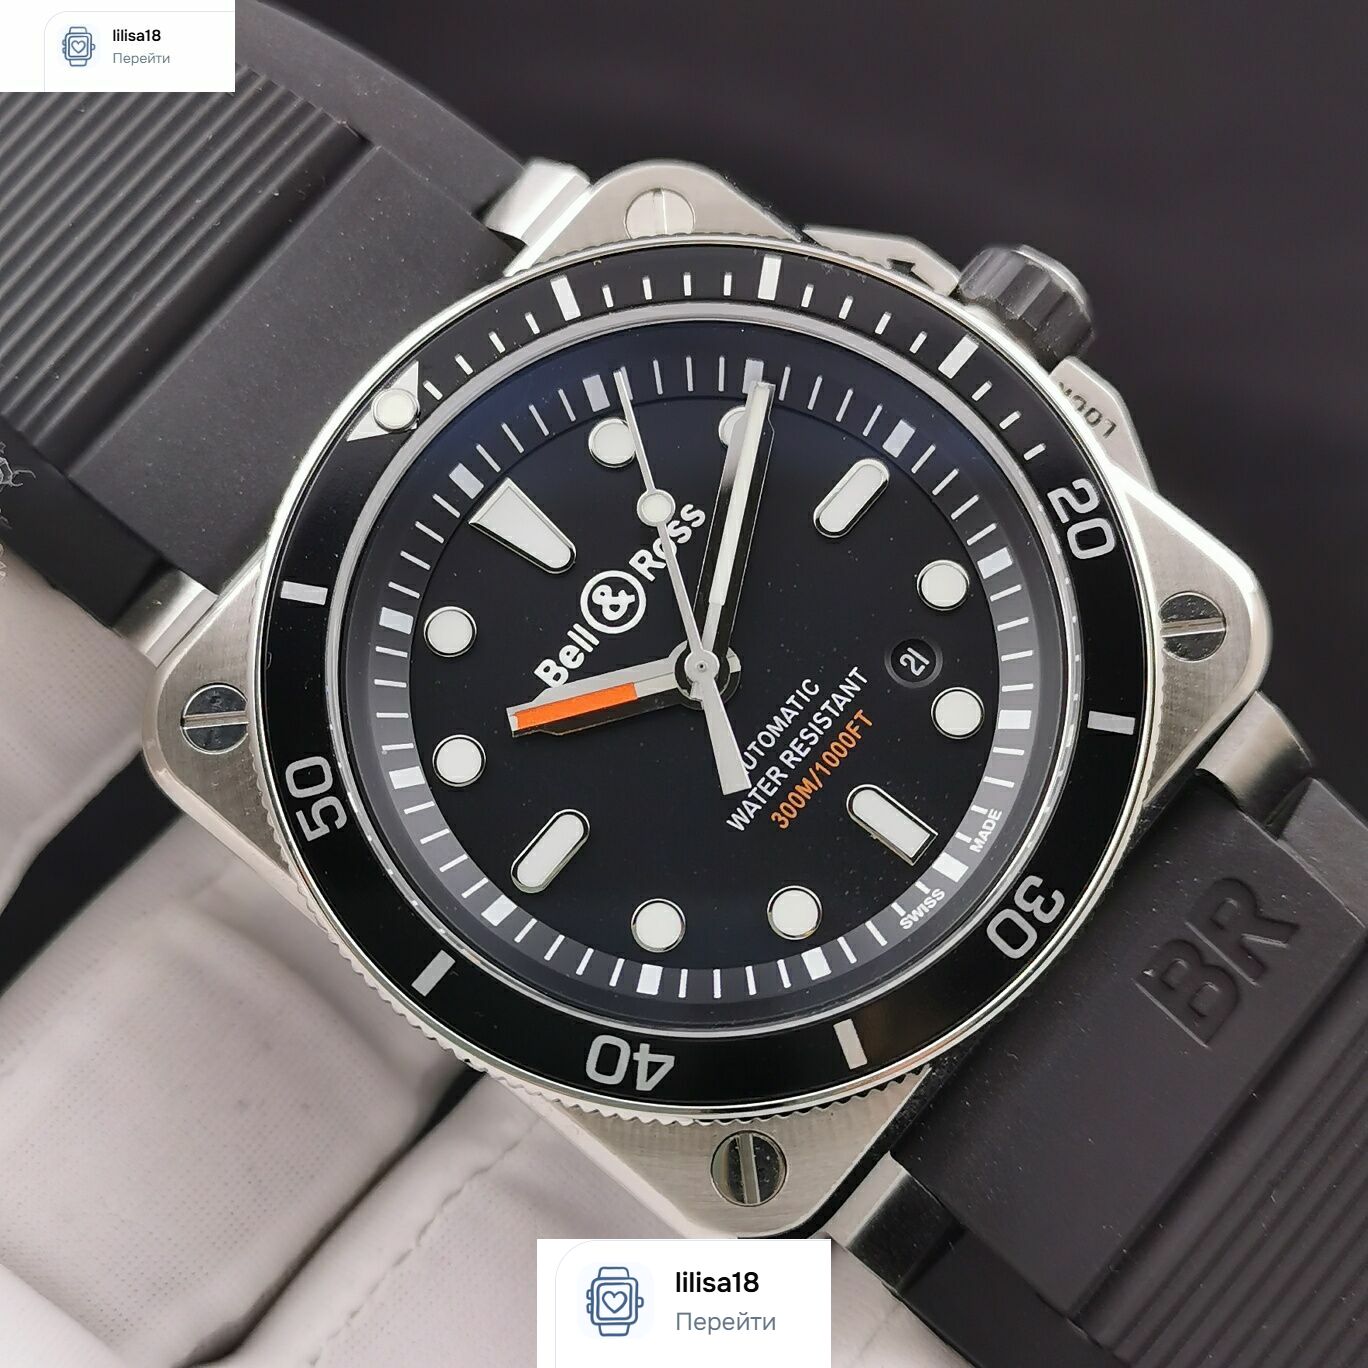 lilisa18
Перейти
LOCK
Bell & Ross
21
AUTOMATIC
WATER RESISTANT
300M/1000FT
SWISS MADE
20
30
40
50
BR
lilisa18
Перейти